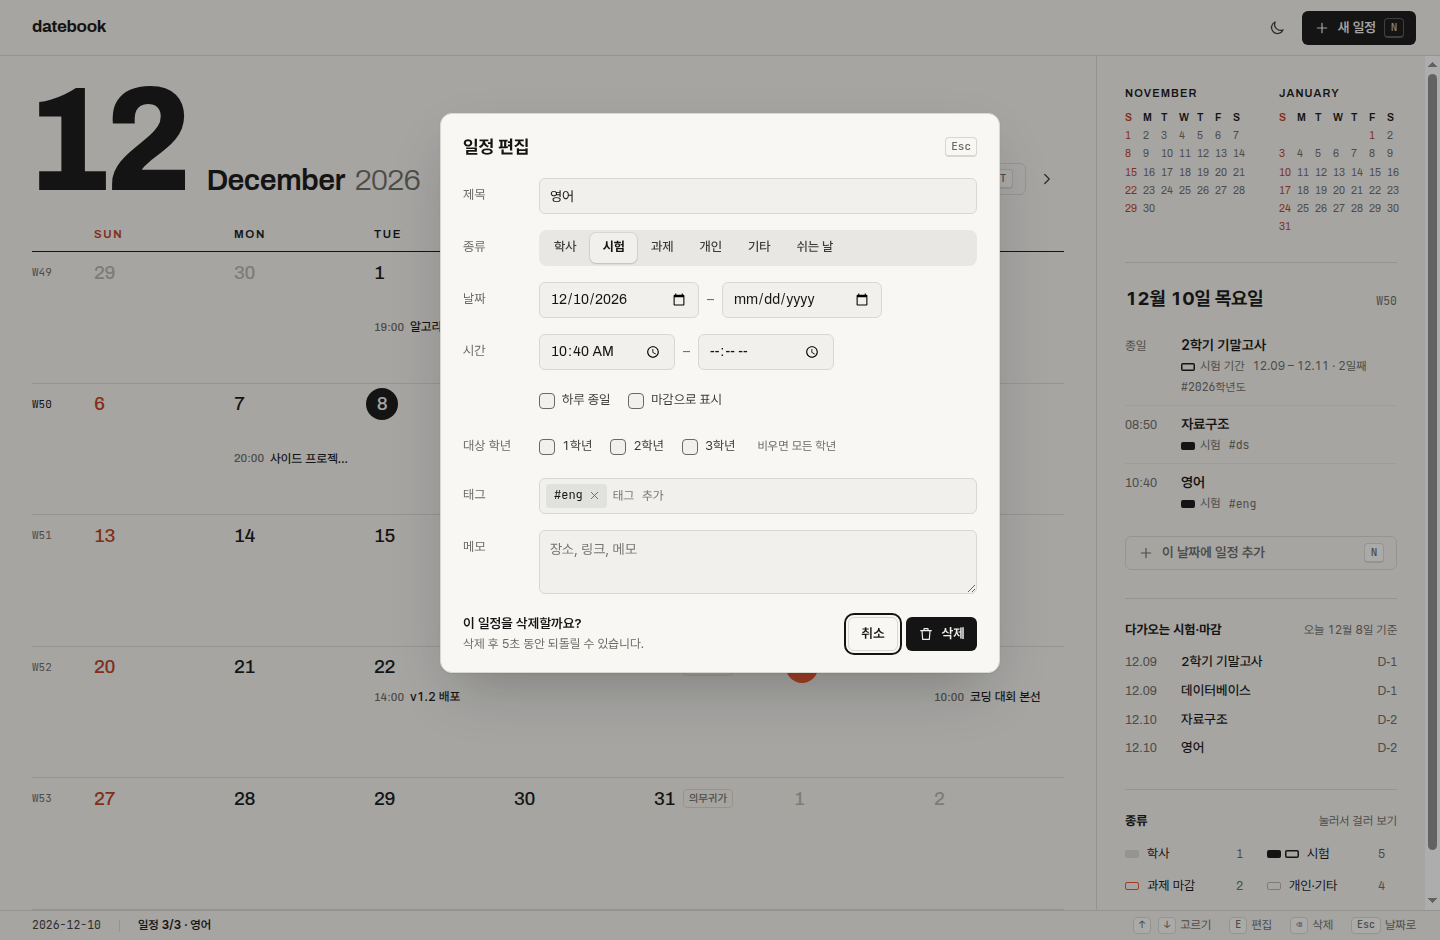 datebook
새 일정 N
12
December 2026
T
SUN MON TUE
W49 29 30 1
19:00 알고리
W50 6 7 8
20:00 사이드 프로젝...
W51 13 14 15
W52 20 21 22
14:00 v1.2 배포
10:00 코딩 대회 본선
W53 27 28 29 30 31 의무귀가 1 2
일정 편집 Esc
제목 영어
종류 학사 시험 과제 개인 기타 쉬는 날
날짜 12/10/2026 – mm/dd/yyyy
시간 10:40 AM – --:-- --
하루 종일 마감으로 표시
대상 학년 1학년 2학년 3학년 비우면 모든 학년
태그 #eng 태그 추가
메모 장소, 링크, 메모
이 일정을 삭제할까요?
삭제 후 5초 동안 되돌릴 수 있습니다.
취소 삭제
NOVEMBER
S M T W T F S
1 2 3 4 5 6 7
8 9 10 11 12 13 14
15 16 17 18 19 20 21
22 23 24 25 26 27 28
29 30
JANUARY
S M T W T F S
1 2
3 4 5 6 7 8 9
10 11 12 13 14 15 16
17 18 19 20 21 22 23
24 25 26 27 28 29 30
31
12월 10일 목요일 W50
종일 2학기 기말고사
시험 기간 12.09 – 12.11 · 2일째
#2026학년도
08:50 자료구조
시험 #ds
10:40 영어
시험 #eng
이 날짜에 일정 추가 N
다가오는 시험·마감 오늘 12월 8일 기준
12.09 2학기 기말고사 D-1
12.09 데이터베이스 D-1
12.10 자료구조 D-2
12.10 영어 D-2
종류 눌러서 걸러 보기
학사 1 시험 5
과제 마감 2 개인·기타 4
2026-12-10 일정 3/3 · 영어
↑ ↓ 고르기 E 편집 ⌫ 삭제 Esc 날짜로